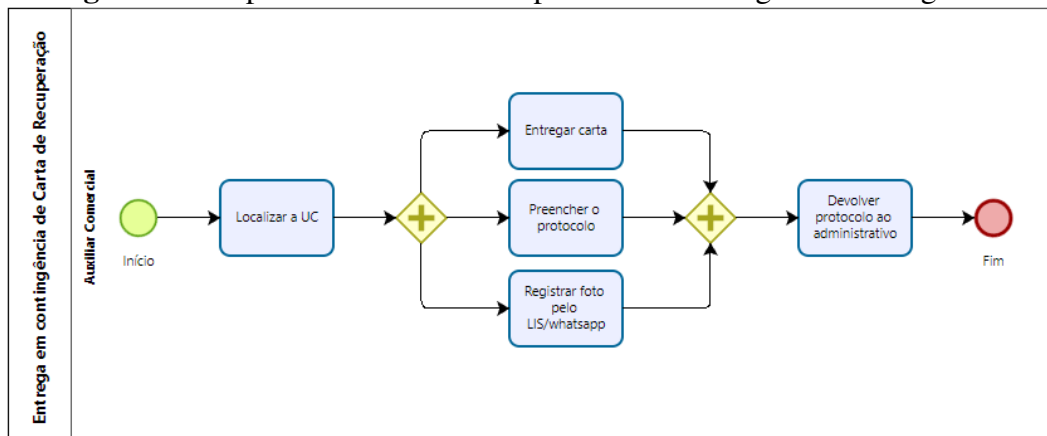 Entrega em contingência de Carta de Recuperação
Auxiliar Comercial
Início
Localizar a UC
Entregar carta
Preencher o
protocolo
Registrar foto
pelo
LIS/whatsapp
Devolver
protocolo ao
administrativo
Fim